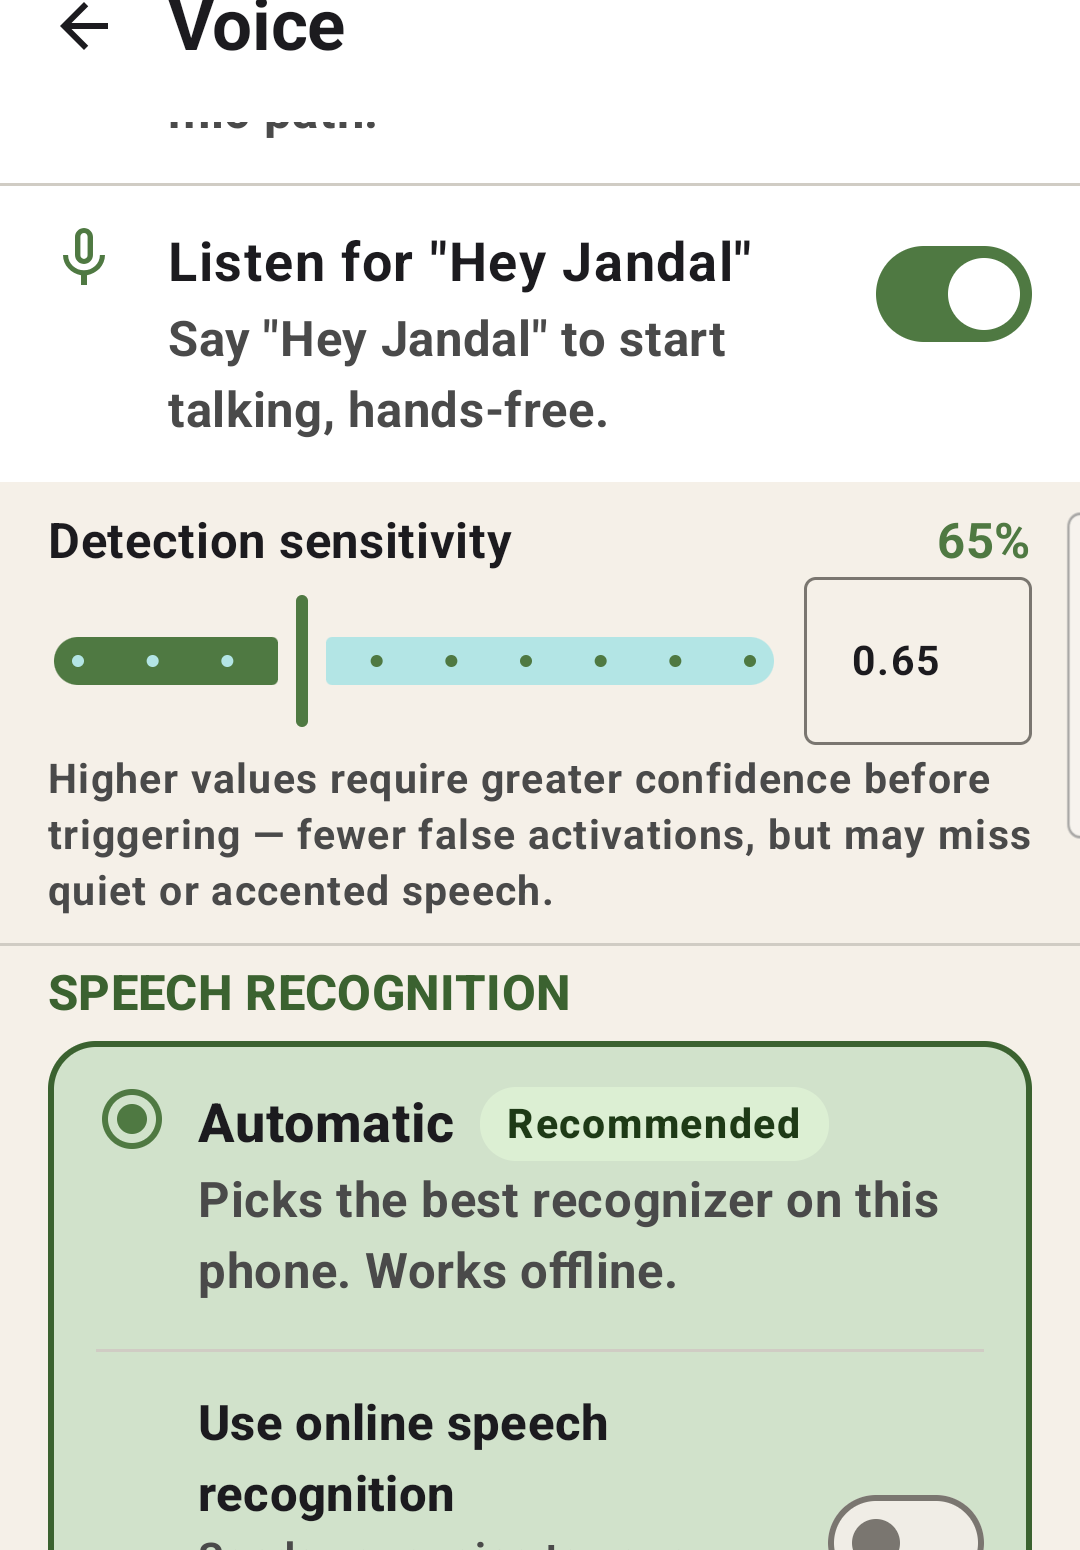 Voice
mic path.
Listen for "Hey Jandal"
Say "Hey Jandal" to start
talking, hands-free.
Detection sensitivity
65%
0.65
Higher values require greater confidence before
triggering — fewer false activations, but may miss
quiet or accented speech.
SPEECH RECOGNITION
Automatic
Recommended
Picks the best recognizer on this
phone. Works offline.
Use online speech
recognition